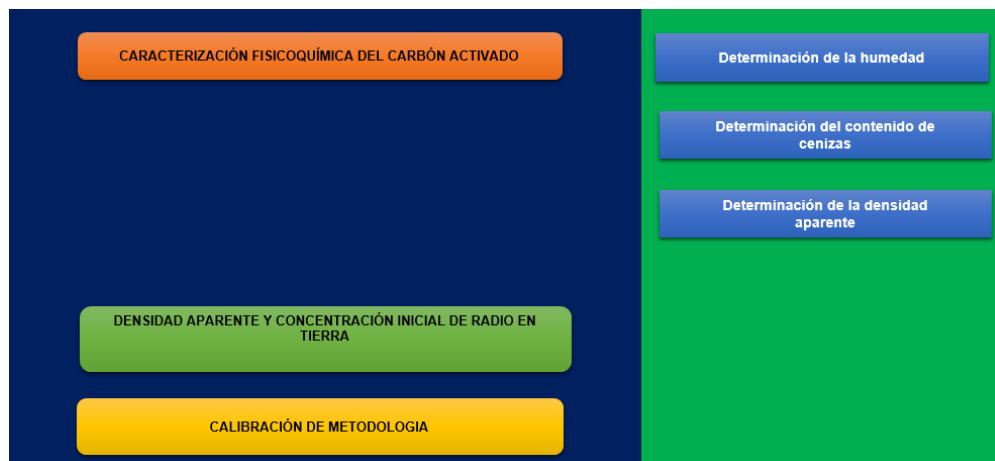 CARACTERIZACIÓN FISICOQUÍMICA DEL CARBÓN ACTIVADO
DENSIDAD APARENTE Y CONCENTRACIÓN INICIAL DE RADIO EN
TIERRA
CALIBRACIÓN DE METODOLOGIA
Determinación de la humedad
Determinación del contenido de
cenizas
Determinación de la densidad
aparente